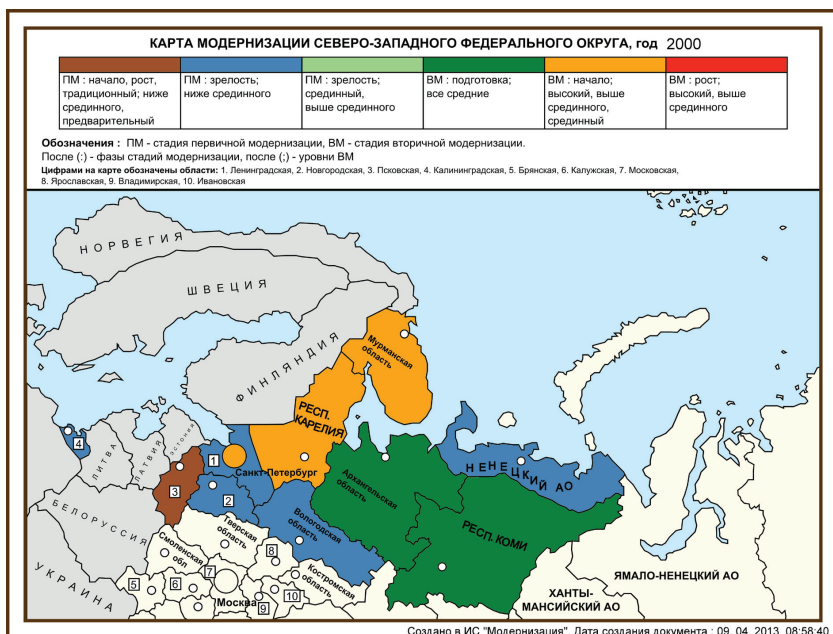 КАРТА МОДЕРНИЗАЦИИ СЕВЕРО-ЗАПАДНОГО ФЕДЕРАЛЬНОГО ОКРУГА, год 2000
ПМ : начало, рост, традиционный; ниже срединного, предварительный
ПМ : зрелость; ниже срединного
ПМ : зрелость; срединный, выше срединного
ВМ : подготовка; все средние
ВМ : начало; высокий, выше срединного, срединный
ВМ : рост; высокий, выше срединного
Обозначения : ПМ - стадия первичной модернизации, ВМ - стадия вторичной модернизации.
После (:) - фазы стадий модернизации, после (;) - уровни ВМ
Цифрами на карте обозначены области: 1. Ленинградская, 2. Новгородская, 3. Псковская, 4. Калининградская, 5. Брянская, 6. Калужская, 7. Московская,
8. Ярославская, 9. Владимирская, 10. Ивановская
НОРВЕГИЯ
ШВЕЦИЯ
ФИНЛЯНДИЯ
Мурманская область
РЕСП. КАРЕЛИЯ
4
ЛИТВА
ЛАТВИЯ
ЭСТОНИЯ
1
Санкт-Петербург
НЕНЕЦКИЙ АО
Архангельская область
3
2
БЕЛОРУССИЯ
Вологодская область
РЕСП. КОМИ
Тверская область
Смоленская обл
8
Костромская область
7
5
6
10
9
Москва
УКРАИНА
ЯМАЛО-НЕНЕЦКИЙ АО
ХАНТЫ-
МАНСИЙСКИЙ АО
Создано в ИС "Модернизация". Дата создания документа : 09_04_2013_08:58:40